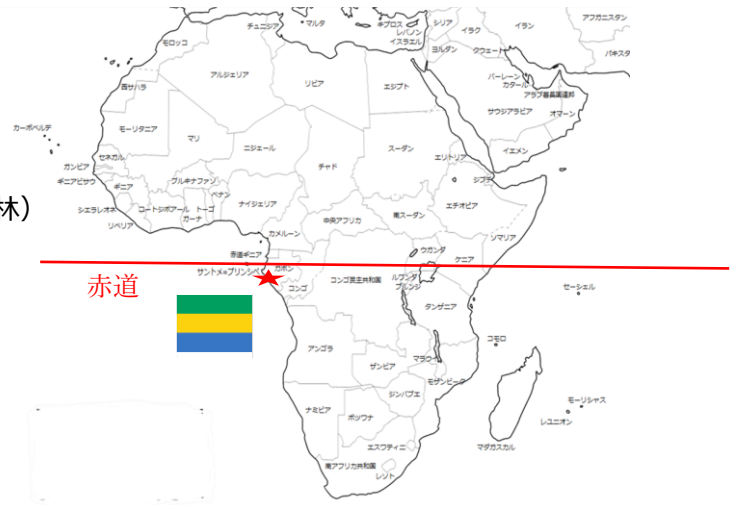 チュニジア
マルタ
キプロス
シリア
レバノン
イスラエル
イラク
イラン
アフガニスタン
モロッコ
ヨルダン
クウェート
パキスタ
アルジェリア
リビア
エジプト
バーレーン
カタール
西サハラ
アラブ首長国連邦
サウジアラビア
オマーン
カーボベルデ
モーリタニア
マリ
ニジェール
チャド
スーダン
エリトリア
イエメン
セネガル
ガンビア
ギニアビサウ
ギニア
ブルキナファソ
ベナン
ジブチ
林)
シエラレオネ
コートジボアール
トーゴ
ガーナ
ナイジェリア
中央アフリカ
南スーダン
エチオピア
リベリア
カメルーン
ソマリア
赤道ギニア
ウガンダ
ケニア
サントメ
プリンシペ
ガボン
コンゴ
コンゴ民主共和国
ルワンダ
ブルンジ
赤道
セーシェル
タンザニア
コモロ
アンゴラ
マラウイ
ザンビア
モザンビーク
ジンバブエ
モーリシャス
ナミビア
ボツワナ
レユニオン
エスワティニ
マダガスカル
南アフリカ共和国
レソト